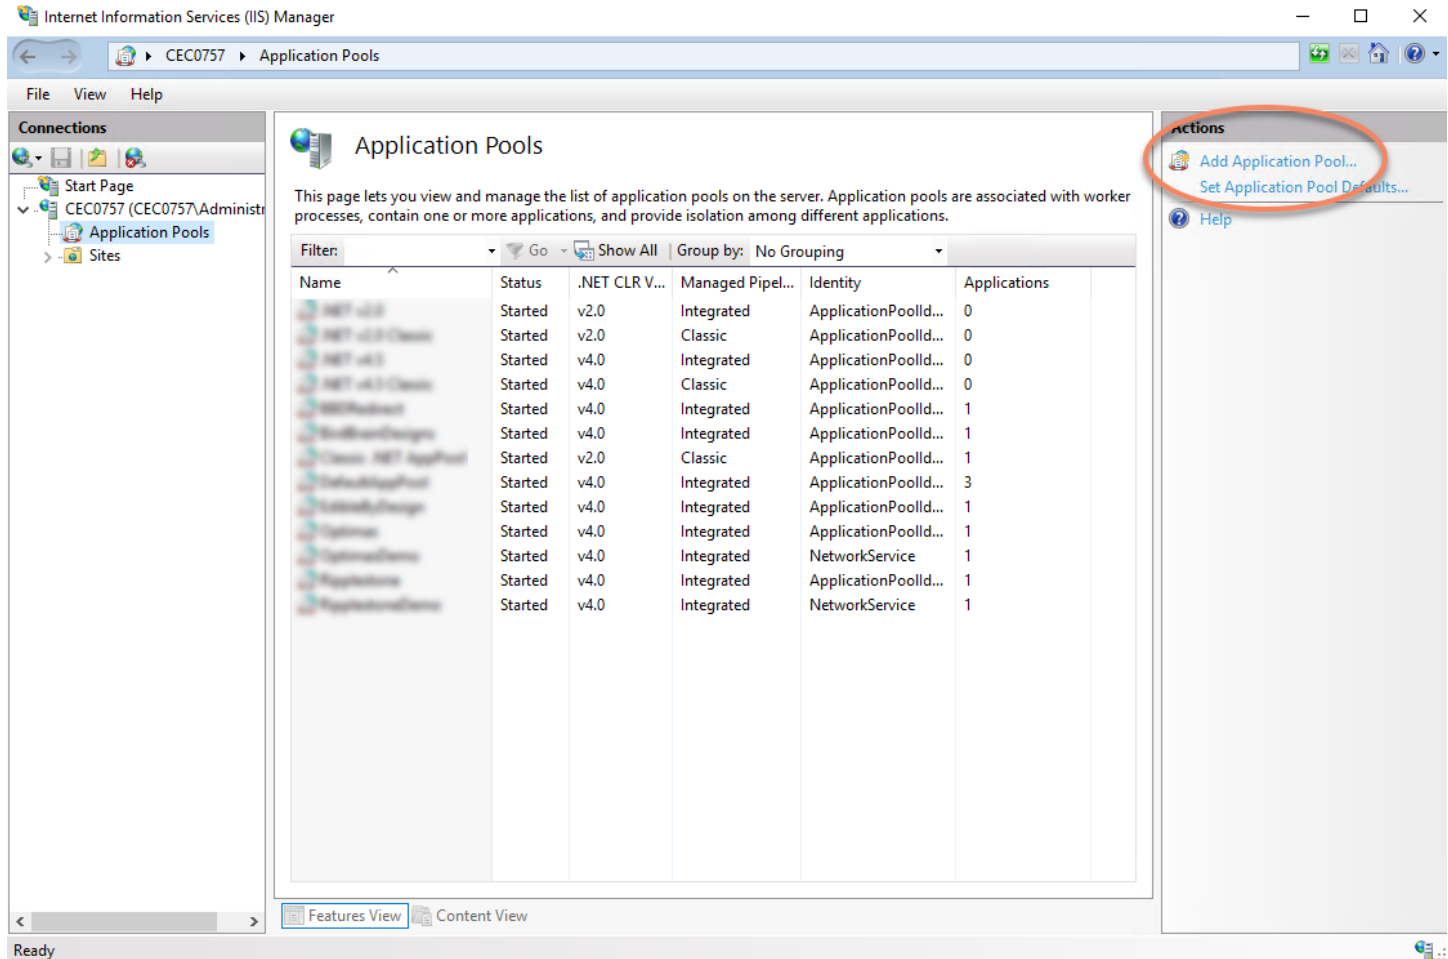 Internet Information Services (IIS) Manager
CEC0757 Application Pools
File View Help
Connections
Start Page
CEC0757 (CEC0757\Administr
Application Pools
Sites
Application Pools
This page lets you view and manage the list of application pools on the server. Application pools are associated with worker
processes, contain one or more applications, and provide isolation among different applications.
Filter: Go Show All Group by: No Grouping
Name Status .NET CLR V... Managed Pipel... Identity Applications
Started v2.0 Integrated ApplicationPoolId... 0
Started v2.0 Classic ApplicationPoolId... 0
Started v4.0 Integrated ApplicationPoolId... 0
Started v4.0 Classic ApplicationPoolId... 0
Started v4.0 Integrated ApplicationPoolId... 1
Started v4.0 Integrated ApplicationPoolId... 1
Started v2.0 Classic ApplicationPoolId... 1
Started v4.0 Integrated ApplicationPoolId... 3
Started v4.0 Integrated ApplicationPoolId... 1
Started v4.0 Integrated ApplicationPoolId... 1
Started v4.0 Integrated NetworkService 1
Started v4.0 Integrated ApplicationPoolId... 1
Started v4.0 Integrated NetworkService 1
Features View Content View
Actions
Add Application Pool...
Set Application Pool Defaults...
Help
Ready